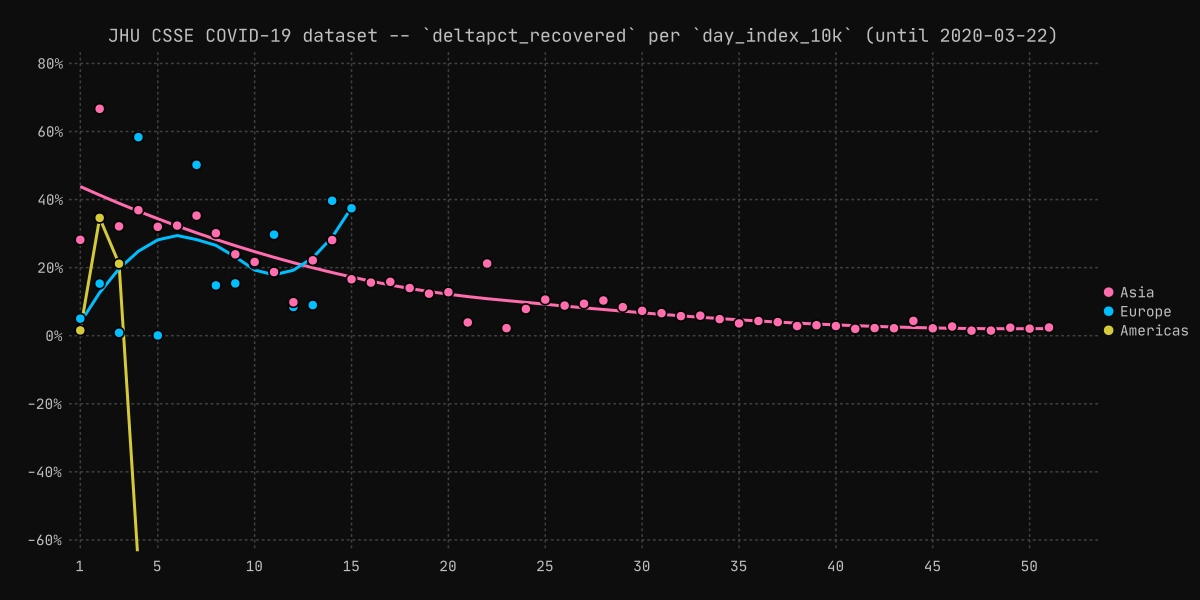 JHU CSSE COVID-19 dataset -- `deltapct_recovered` per `day_index_10k` (until 2020-03-22)
80%
60%
40%
20%
0%
-20%
-40%
-60%
1 5 10 15 20 25 30 35 40 45 50
Asia
Europe
Americas